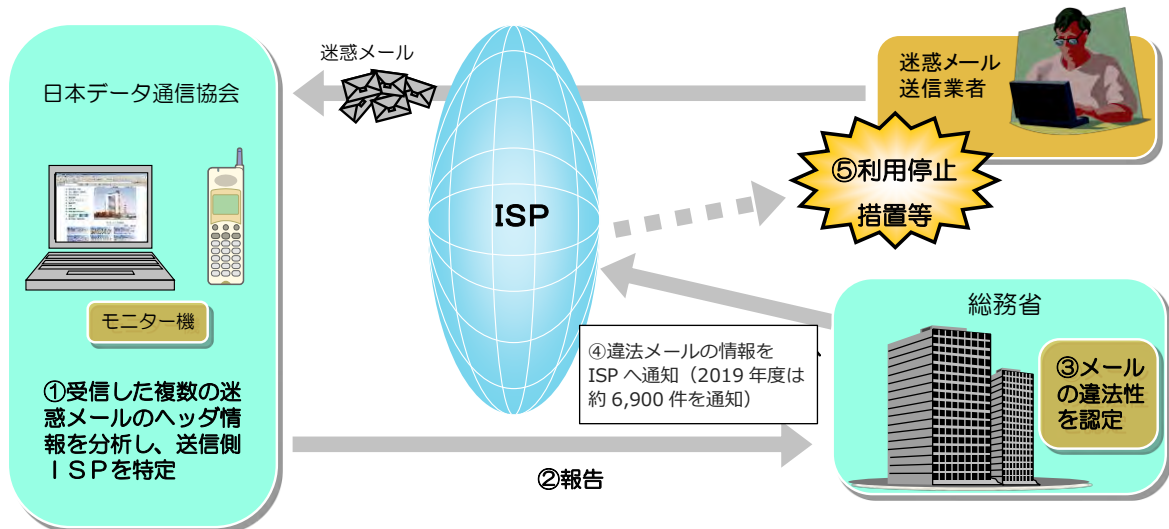 迷惑メール
日本データ通信協会
モニター機
①受信した複数の迷
惑メールのヘッダ情
報を分析し、送信側
ＩＳＰを特定
ISP
迷惑メール
送信業者
⑤利用停止
措置等
総務省
③メール
の違法性
を認定
④違法メールの情報を
ISP へ通知（2019 年度は
約 6,900 件を通知）
、
②報告